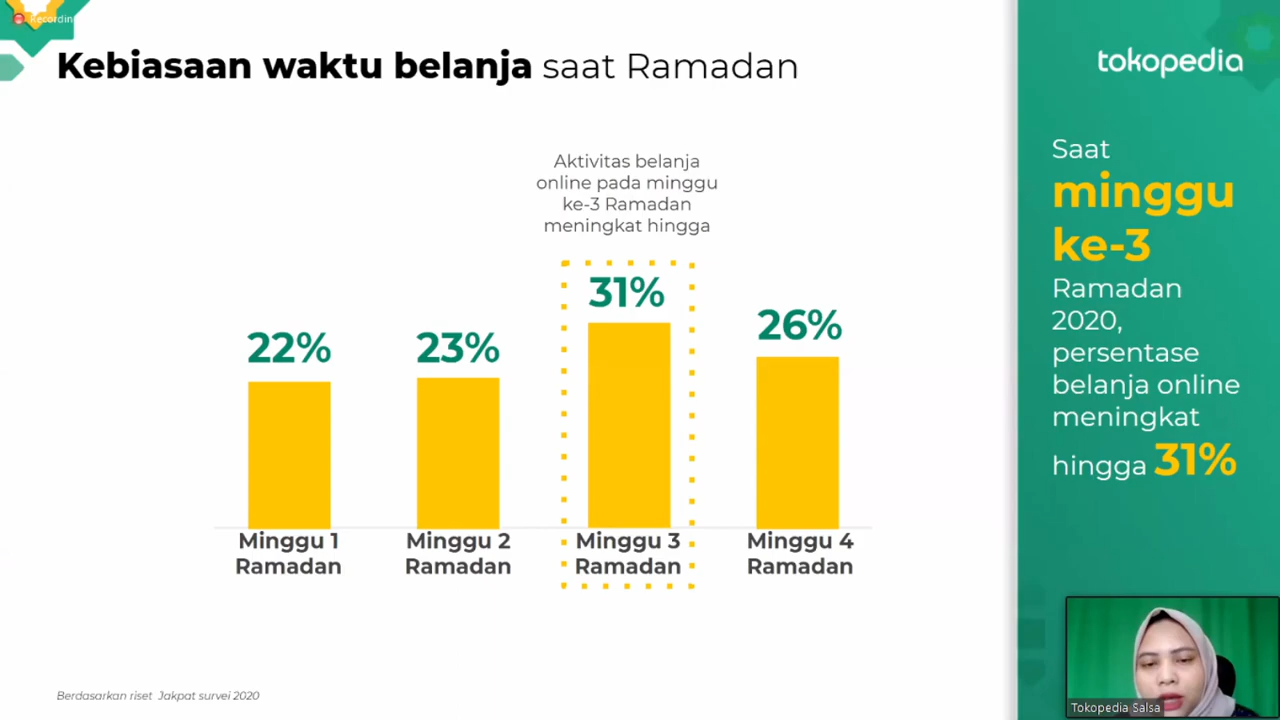 Recording
Kebiasaan waktu belanja saat Ramadan
Aktivitas belanja
online pada minggu
ke-3 Ramadan
meningkat hingga
22%
23%
31%
26%
Minggu 1
Ramadan
Minggu 2
Ramadan
Minggu 3
Ramadan
Minggu 4
Ramadan
Berdasarkan riset Jakpat survei 2020
tokopedia
Saat
minggu
ke-3
Ramadan
2020,
persentase
belanja online
meningkat
hingga 31%
Tokopedia Salsa